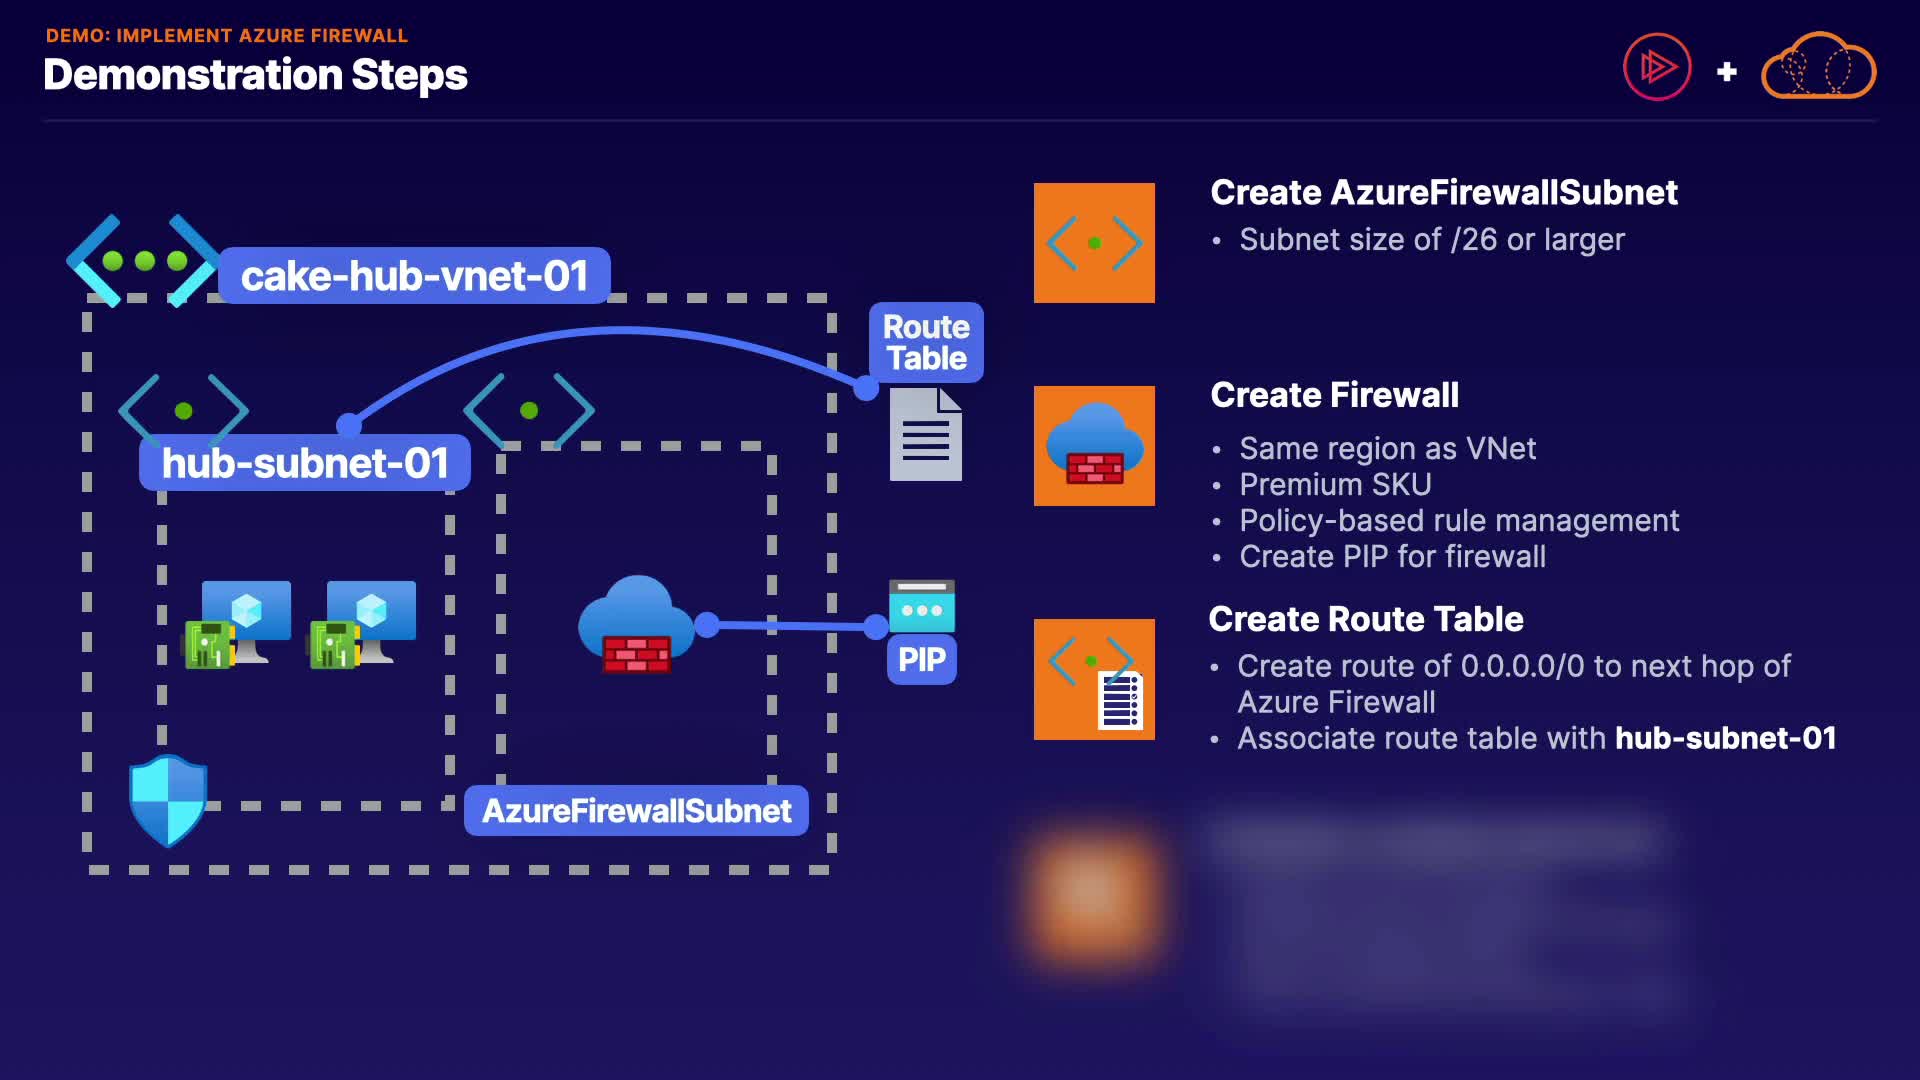 DEMO: IMPLEMENT AZURE FIREWALL
Demonstration Steps
cake-hub-vnet-01
Route
Table
hub-subnet-01
PIP
AzureFirewallSubnet
Create AzureFirewallSubnet
• Subnet size of /26 or larger
Create Firewall
• Same region as VNet
• Premium SKU
• Policy-based rule management
• Create PIP for firewall
Create Route Table
• Create route of 0.0.0.0/0 to next hop of
Azure Firewall
• Associate route table with hub-subnet-01